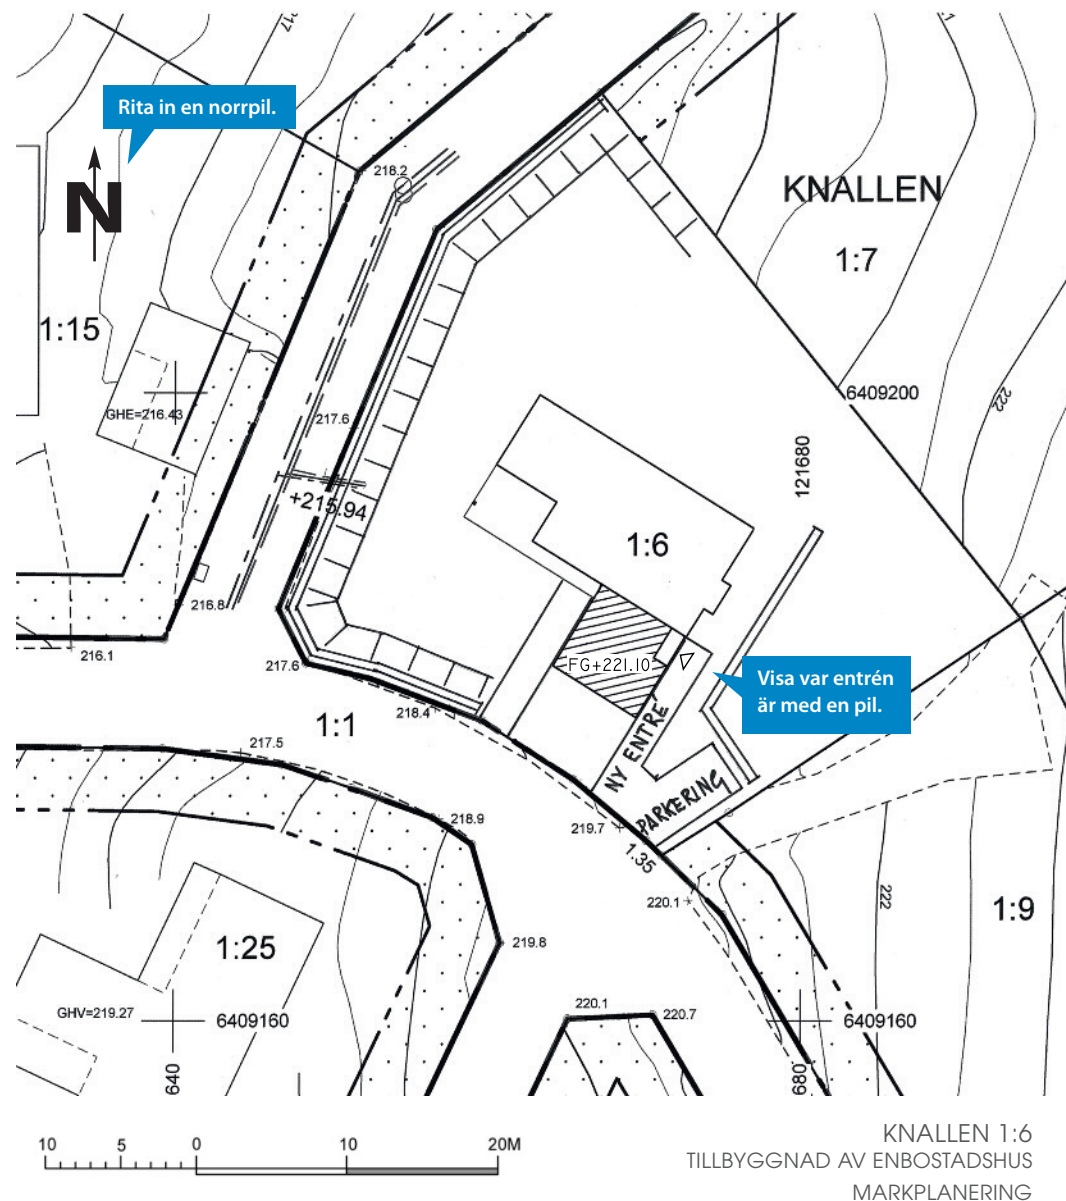 217
Rita in en norrpil.
218.2
N
KNALLEN
1:7
1:15
6409200
222
GHE=216.43
217.6
121680
+215.94
1:6
216.8
216.1
217.6
FG+221.10
Visa var entrén
är med en pil.
218.4
1:1
NY ENTRÉ
217.5
PARKERING
218.9
219.7
1.35
220.1
222
1:9
1:25
219.8
GHV=219.27
6409160
220.1
220.7
6409160
640
680
10 5 0 10 20M
KNALLEN 1:6
TILLBYGGNAD AV ENBOSTADSHUS
MARKPLANERING